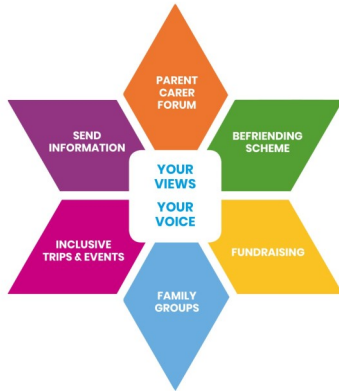 PARENT
CARER
FORUM
SEND
INFORMATION
BEFRIENDING
SCHEME
YOUR
VIEWS
YOUR
VOICE
INCLUSIVE
TRIPS & EVENTS
FUNDRAISING
FAMILY
GROUPS